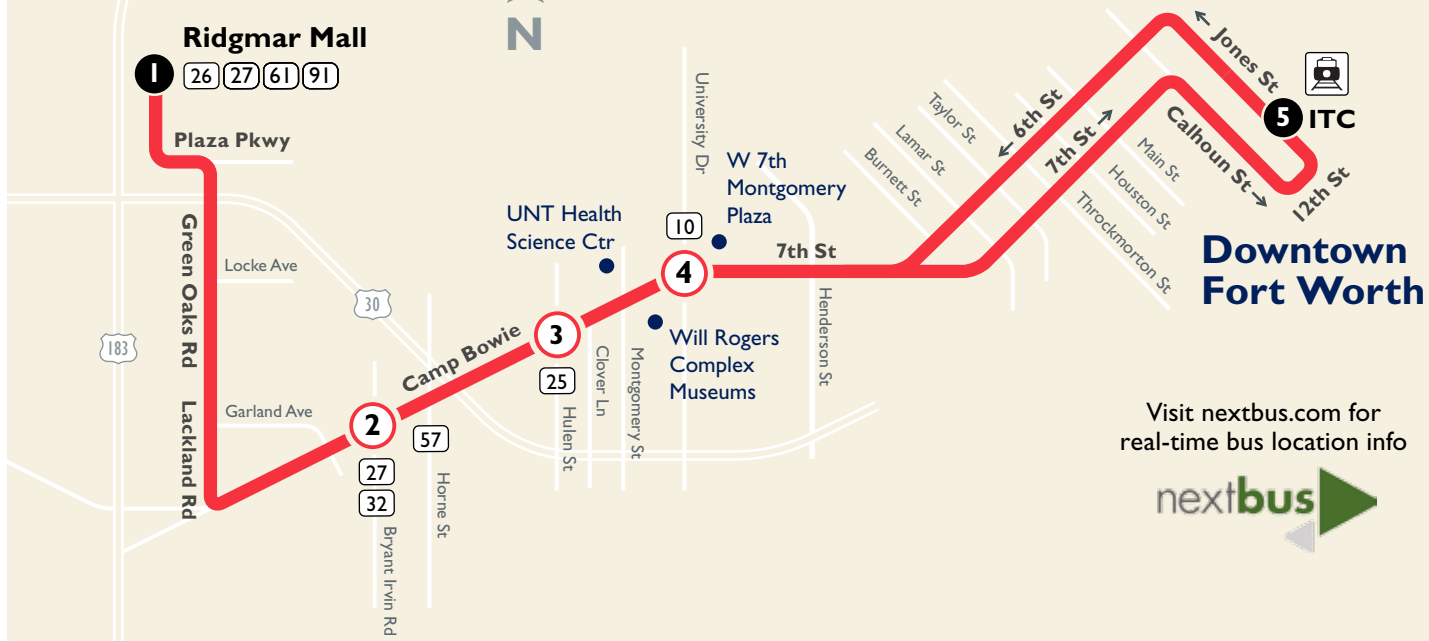 N
Ridgmar Mall
1
26 27 61 91
Plaza Pkwy
Green Oaks Rd
Locke Ave
183
30
Lackland Rd
Garland Ave
2
27
32
57
Bryant Irvin Rd
Horne St
Camp Bowie
3
25
Hulen St
Clover Ln
Montgomery St
UNT Health
Science Ctr
10
4
University Dr
W 7th
Montgomery
Plaza
Will Rogers
Complex
Museums
7th St
Henderson St
Burnett St
Lamar St
Taylor St
← 6th St
7th St →
Throckmorton St
Houston St
Main St
Calhoun St →
← Jones St
5 ITC
12th St
Downtown
Fort Worth
Visit nextbus.com for
real-time bus location info
nextbus